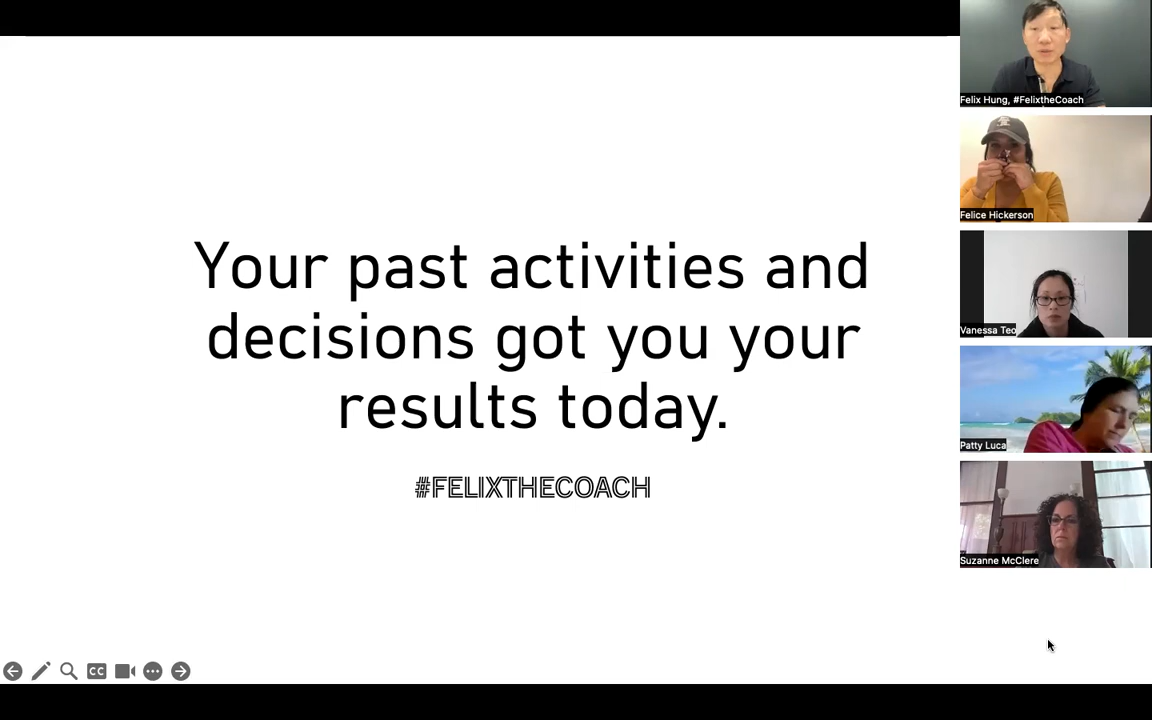 Your past activities and
decisions got you your
results today.
#FELIXTHECOACH
CC
Felix Hung, #FelixtheCoach
Felice Hickerson
Vanessa Teo
Patty Luca
Suzanne McClere